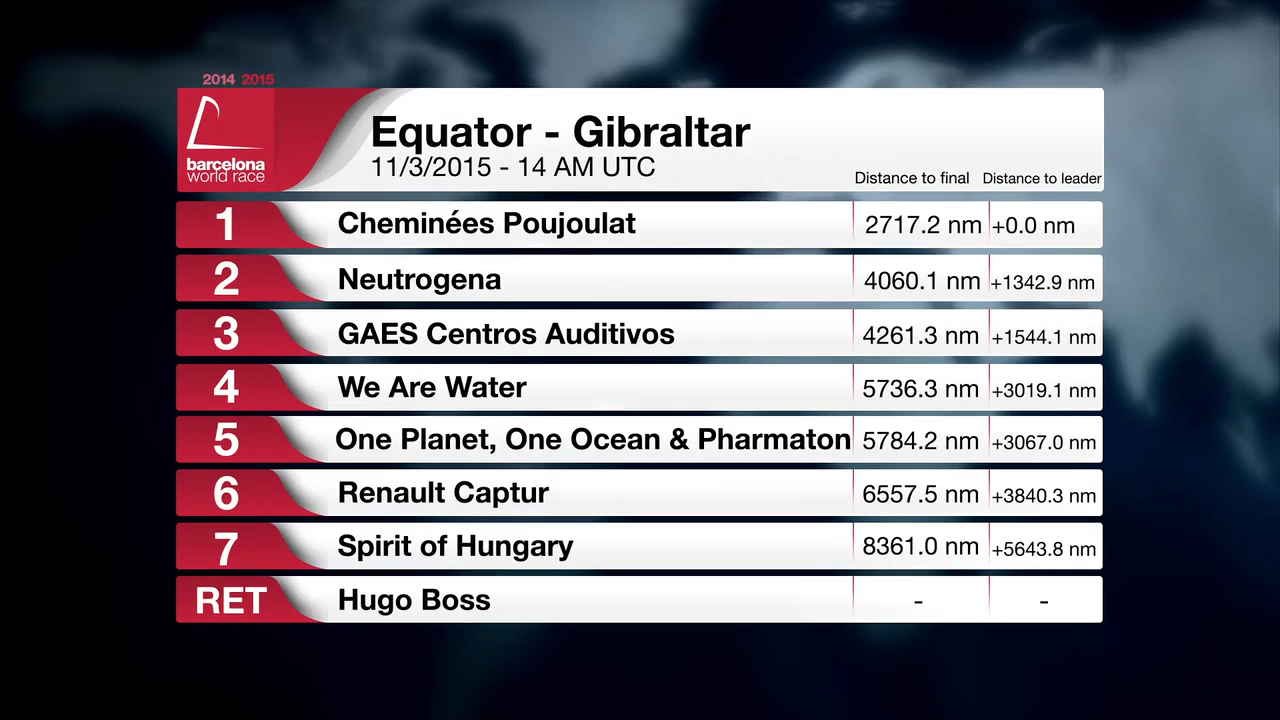 2014 2015
barcelona
world race
Equator - Gibraltar
11/3/2015 - 14 AM UTC
Distance to final Distance to leader
1 Cheminées Poujoulat 2717.2 nm +0.0 nm
2 Neutrogena 4060.1 nm +1342.9 nm
3 GAES Centros Auditivos 4261.3 nm +1544.1 nm
4 We Are Water 5736.3 nm +3019.1 nm
5 One Planet, One Ocean & Pharmaton 5784.2 nm +3067.0 nm
6 Renault Captur 6557.5 nm +3840.3 nm
7 Spirit of Hungary 8361.0 nm +5643.8 nm
RET Hugo Boss - -